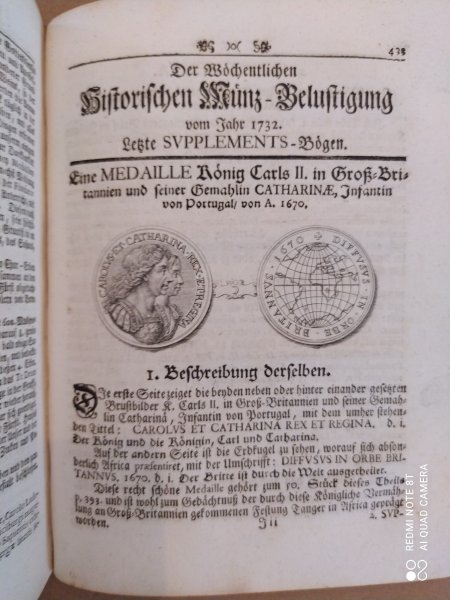 433
Der Wöchentlichen
Historischen Münz-Belustigung
vom Jahr 1732.
Letzte SVPPLEMENTS-Bögen.
Eine MEDAILLE König Carls II. in Groß-Bri-
tannien und seiner Gemahlin CATHARINÆ, Infantin
von Portugal/ von A. 1670.
CAROLVS·ET·CATHARINA·REX·ET·REGINA
DIFFVSVS·IN·ORBE·BRITANNVS·1670
1. Beschreibung derselben.
Die erste Seite zeiget die beyden neben oder hinter einander gesetzten
Brustbilder K. Carls II. in Groß-Britannien und seiner Gemah-
lin Catharinä, Infantin von Portugal, mit dem umher stehen-
den Tittel: CAROLVS ET CATHARINA REX ET REGINA. d. i.
Der König und die Königin, Carl und Catharina.
Auf der andern Seite ist die Erdkugel zu sehen, worauf sich abson-
derlich Africa præsentiret, mit der Umschrifft: DIFFVSVS IN ORBE BRI-
TANNVS. 1670. d. i. Der Britte ist durch die Welt ausgetheilet.
Diese recht schöne Medaille gehört zum 50. Stück dieses Theils
p. 393. und ist wohl zum Gedächtnuß der durch diese Königliche Vermäh-
lung an Groß-Britannien gekommenen Festung Tanger in Africa gepräget
worden.
Jii
2. SVP-
REDMI NOTE 8T
AI QUAD CAMERA